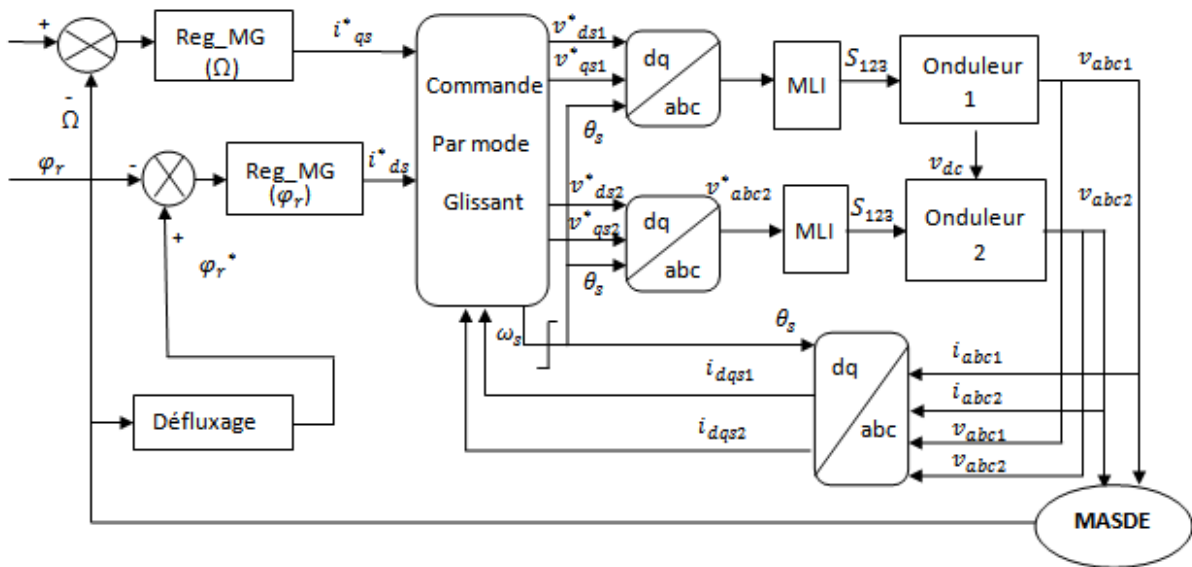 +
-
Ω
Reg_MG
(Ω)
i*qs
φr
-
+
φr*
Reg_MG
(φr)
i*ds
Défluxage
Commande
Par mode
Glissant
v*ds1
v*qs1
θs
dq
abc
MLI
S123
Onduleur
1
vabc1
vdc
v*ds2
v*qs2
θs
dq
abc
v*abc2
MLI
S123
Onduleur
2
vabc2
ωs
θs
idqs1
idqs2
dq
abc
iabc1
iabc2
vabc1
vabc2
MASDE